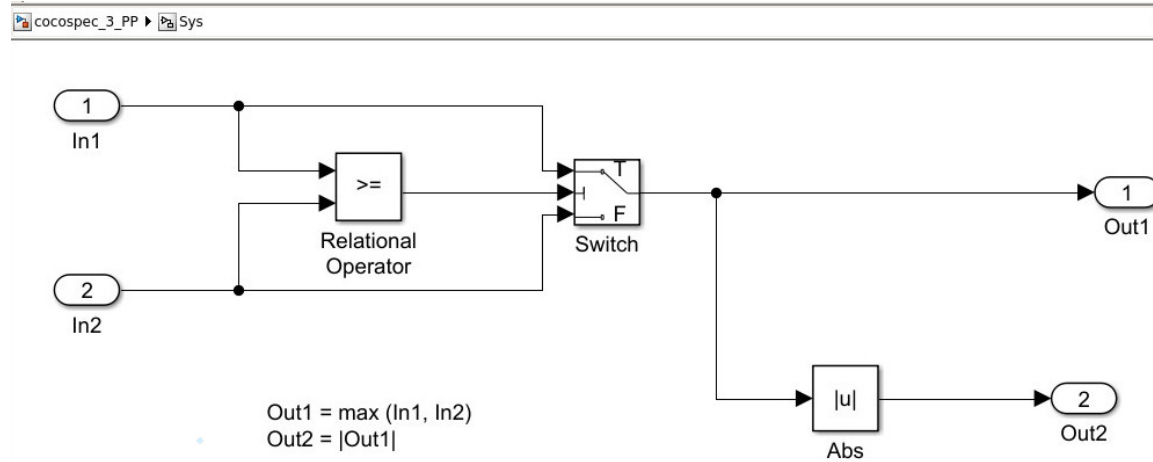 cocospec_3_PP ▶ Sys
1
In1
>=
Relational
Operator
2
In2
T
F
Switch
1
Out1
|u|
Abs
2
Out2
Out1 = max (In1, In2)
Out2 = |Out1|